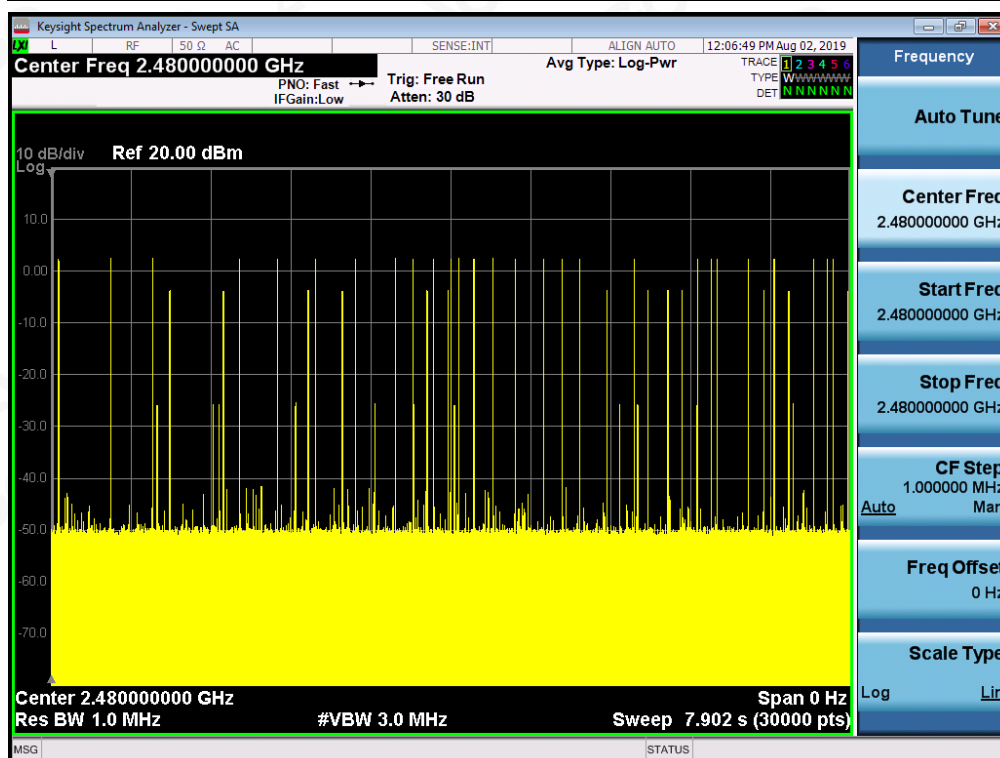 Keysight Spectrum Analyzer - Swept SA
LXI L RF 50 Ω AC SENSE:INT ALIGN AUTO 12:06:49 PM Aug 02, 2019
Center Freq 2.480000000 GHz
PNO: Fast
IFGain:Low
Trig: Free Run
Atten: 30 dB
Avg Type: Log-Pwr
TRACE 1 2 3 4 5 6
TYPE W W W W W W
DET N N N N N N
10 dB/div Ref 20.00 dBm
Log
10.0
0.00
-10.0
-20.0
-30.0
-40.0
-50.0
-60.0
-70.0
Center 2.480000000 GHz Span 0 Hz
Res BW 1.0 MHz #VBW 3.0 MHz Sweep 7.902 s (30000 pts)
MSG STATUS
Frequency
Auto Tune
Center Freq
2.480000000 GHz
Start Freq
2.480000000 GHz
Stop Freq
2.480000000 GHz
CF Step
1.000000 MHz
Auto Man
Freq Offset
0 Hz
Scale Type
Log Lin